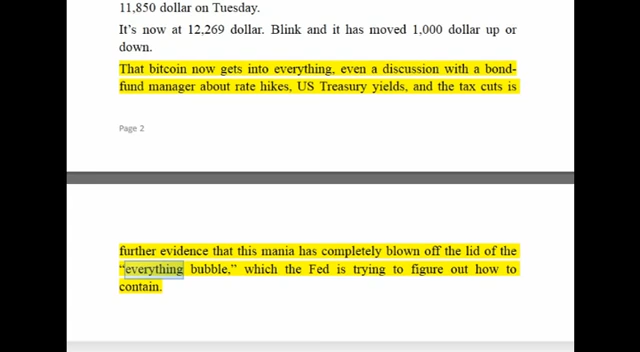 11,850 dollar on Tuesday.
It's now at 12,269 dollar. Blink and it has moved 1,000 dollar up or
down.
That bitcoin now gets into everything, even a discussion with a bond-
fund manager about rate hikes, US Treasury yields, and the tax cuts is
Page 2
further evidence that this mania has completely blown off the lid of the
“everything bubble,” which the Fed is trying to figure out how to
contain.